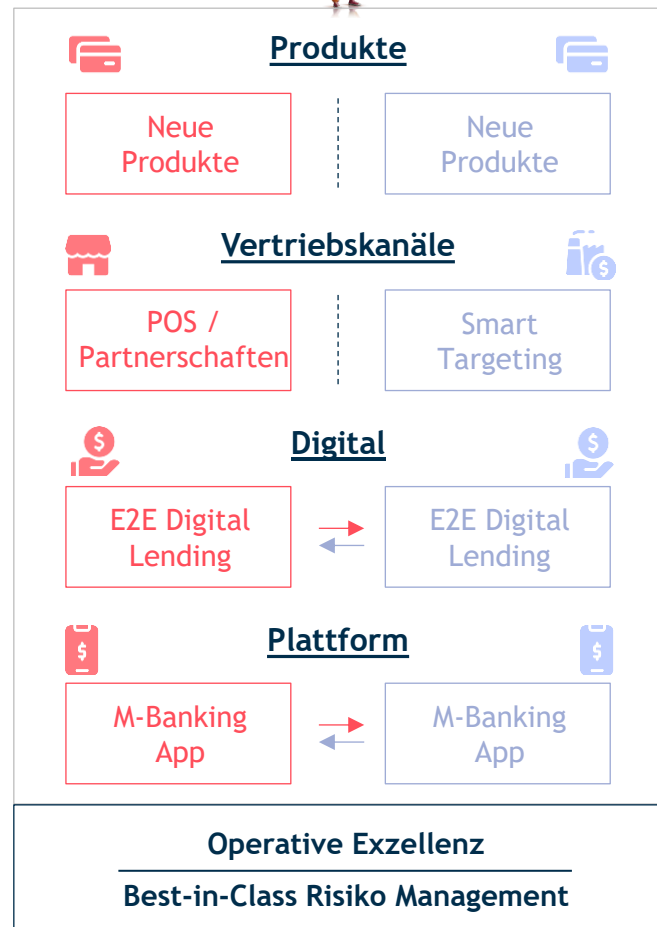 Produkte
Neue
Produkte
Neue
Produkte
Vertriebskanäle
POS /
Partnerschaften
Smart
Targeting
Digital
E2E Digital
Lending
E2E Digital
Lending
Plattform
M-Banking
App
M-Banking
App
Operative Exzellenz
Best-in-Class Risiko Management